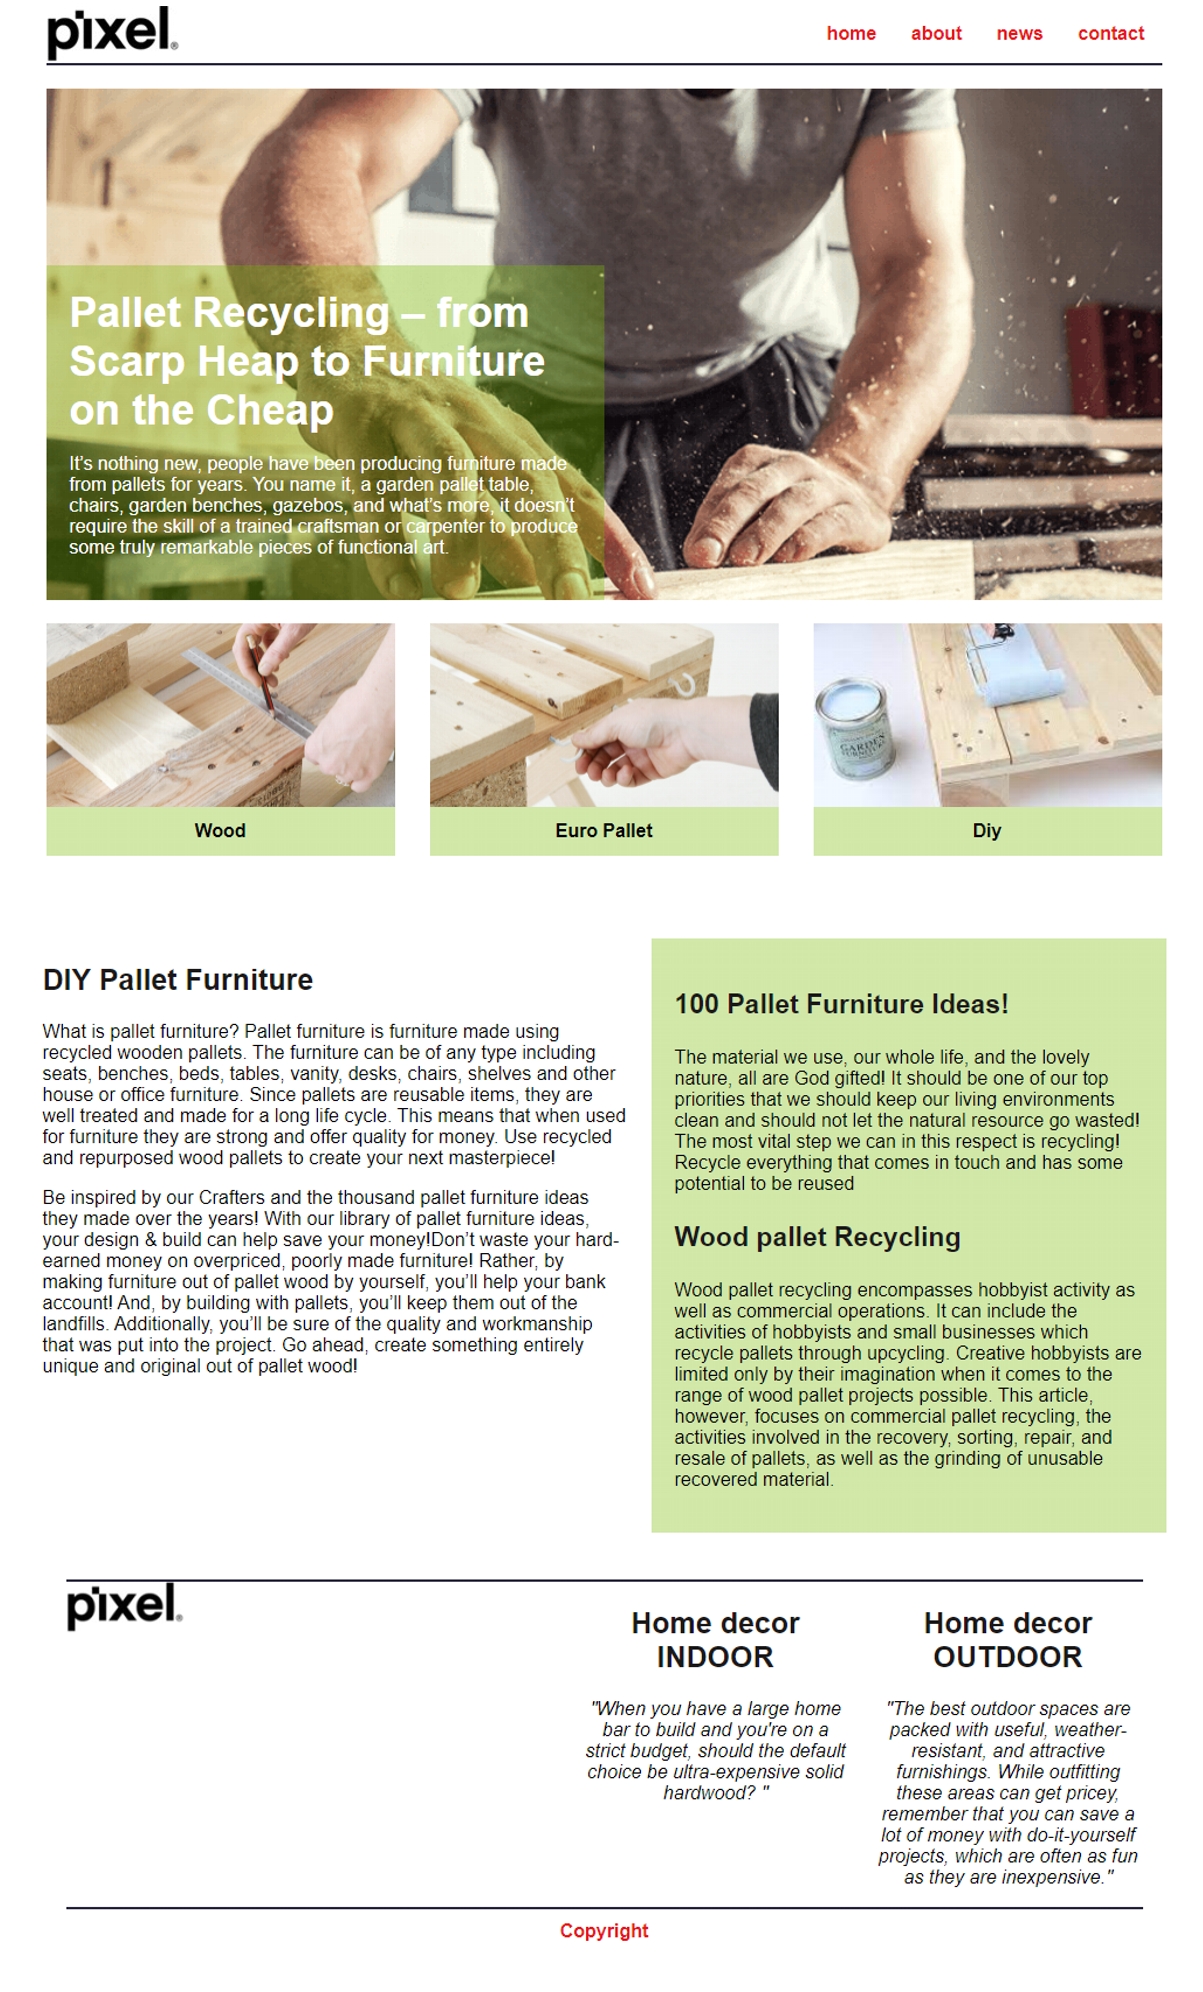 pixel®
home about news contact
Pallet Recycling – from
Scarp Heap to Furniture
on the Cheap
It’s nothing new, people have been producing furniture made
from pallets for years. You name it, a garden pallet table,
chairs, garden benches, gazebos, and what’s more, it doesn’t
require the skill of a trained craftsman or carpenter to produce
some truly remarkable pieces of functional art.
GARDEN
FURNITURE
Wood
Euro Pallet
Diy
DIY Pallet Furniture
What is pallet furniture? Pallet furniture is furniture made using
recycled wooden pallets. The furniture can be of any type including
seats, benches, beds, tables, vanity, desks, chairs, shelves and other
house or office furniture. Since pallets are reusable items, they are
well treated and made for a long life cycle. This means that when used
for furniture they are strong and offer quality for money. Use recycled
and repurposed wood pallets to create your next masterpiece!
Be inspired by our Crafters and the thousand pallet furniture ideas
they made over the years! With our library of pallet furniture ideas,
your design & build can help save your money!Don’t waste your hard-
earned money on overpriced, poorly made furniture! Rather, by
making furniture out of pallet wood by yourself, you’ll help your bank
account! And, by building with pallets, you’ll keep them out of the
landfills. Additionally, you’ll be sure of the quality and workmanship
that was put into the project. Go ahead, create something entirely
unique and original out of pallet wood!
100 Pallet Furniture Ideas!
The material we use, our whole life, and the lovely
nature, all are God gifted! It should be one of our top
priorities that we should keep our living environments
clean and should not let the natural resource go wasted!
The most vital step we can in this respect is recycling!
Recycle everything that comes in touch and has some
potential to be reused
Wood pallet Recycling
Wood pallet recycling encompasses hobbyist activity as
well as commercial operations. It can include the
activities of hobbyists and small businesses which
recycle pallets through upcycling. Creative hobbyists are
limited only by their imagination when it comes to the
range of wood pallet projects possible. This article,
however, focuses on commercial pallet recycling, the
activities involved in the recovery, sorting, repair, and
resale of pallets, as well as the grinding of unusable
recovered material.
pixel®
Home decor
INDOOR
"When you have a large home
bar to build and you're on a
strict budget, should the default
choice be ultra-expensive solid
hardwood? "
Home decor
OUTDOOR
"The best outdoor spaces are
packed with useful, weather-
resistant, and attractive
furnishings. While outfitting
these areas can get pricey,
remember that you can save a
lot of money with do-it-yourself
projects, which are often as fun
as they are inexpensive."
Copyright